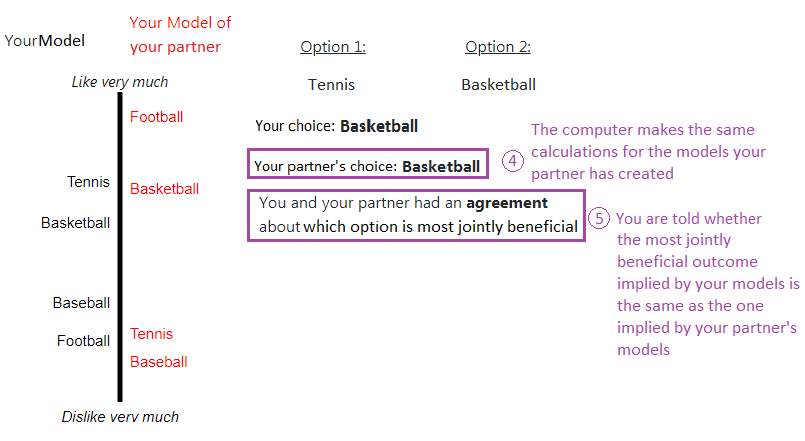 YourModel
Your Model of
your partner
Like very much
Football
Tennis
Basketball
Basketball
Baseball
Football
Tennis
Baseball
Dislike very much
Option 1:
Option 2:
Tennis
Basketball
Your choice: Basketball
Your partner's choice: Basketball
You and your partner had an agreement
about which option is most jointly beneficial
4
The computer makes the same
calculations for the models your
partner has created
5
You are told whether
the most jointly
beneficial outcome
implied by your models is
the same as the one
implied by your partner's
models